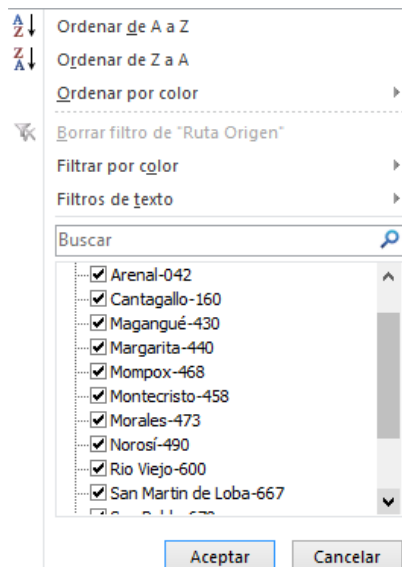 Ordenar de A a Z
Ordenar de Z a A
Ordenar por color
Borrar filtro de "Ruta Origen"
Filtrar por color
Filtros de texto
Buscar
Arenal-042
Cantagallo-160
Magangué-430
Margarita-440
Mompox-468
Montecristo-458
Morales-473
Norosí-490
Rio Viejo-600
San Martin de Loba-667
Aceptar Cancelar